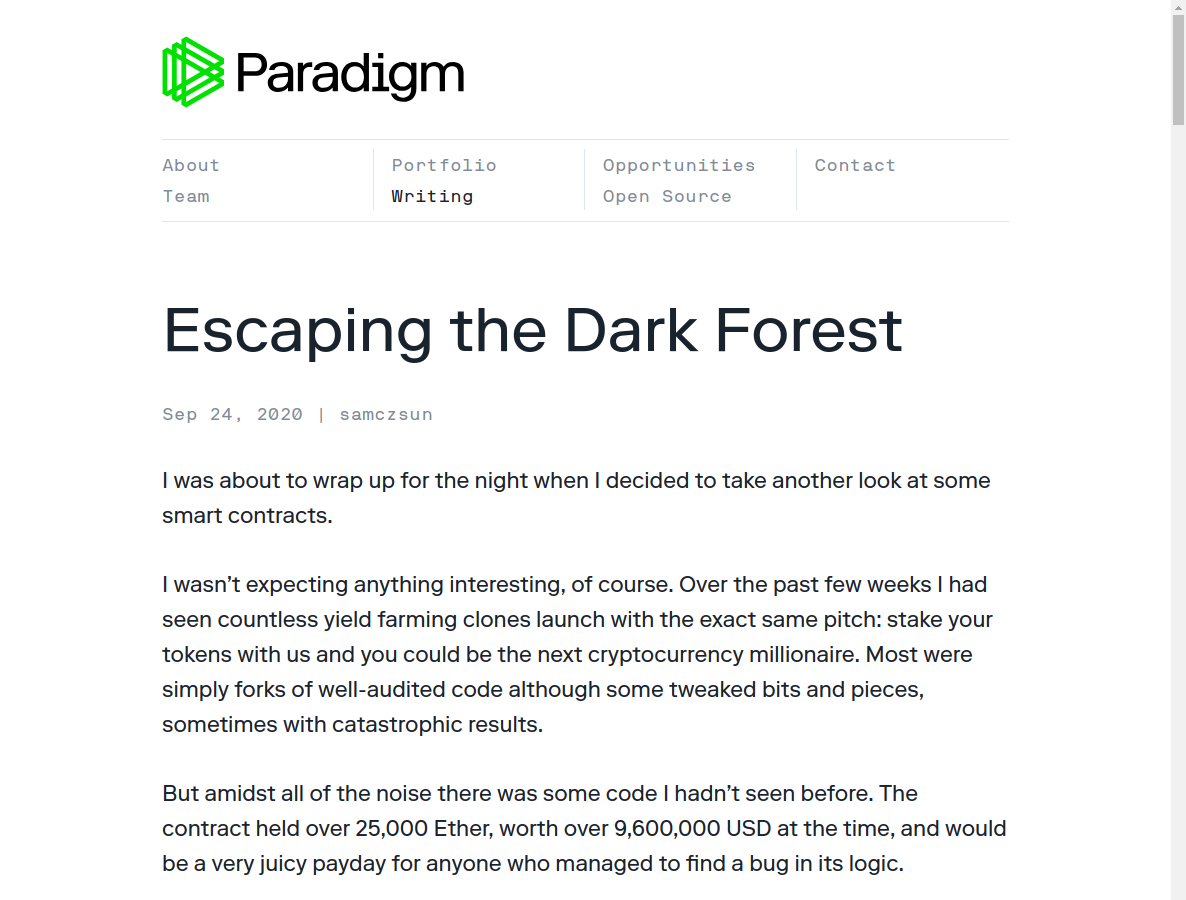 Paradigm
About
Team
Portfolio
Writing
Opportunities
Open Source
Contact
Escaping the Dark Forest
Sep 24, 2020 | samczsun
I was about to wrap up for the night when I decided to take another look at some
smart contracts.
I wasn’t expecting anything interesting, of course. Over the past few weeks I had
seen countless yield farming clones launch with the exact same pitch: stake your
tokens with us and you could be the next cryptocurrency millionaire. Most were
simply forks of well-audited code although some tweaked bits and pieces,
sometimes with catastrophic results.
But amidst all of the noise there was some code I hadn’t seen before. The
contract held over 25,000 Ether, worth over 9,600,000 USD at the time, and would
be a very juicy payday for anyone who managed to find a bug in its logic.